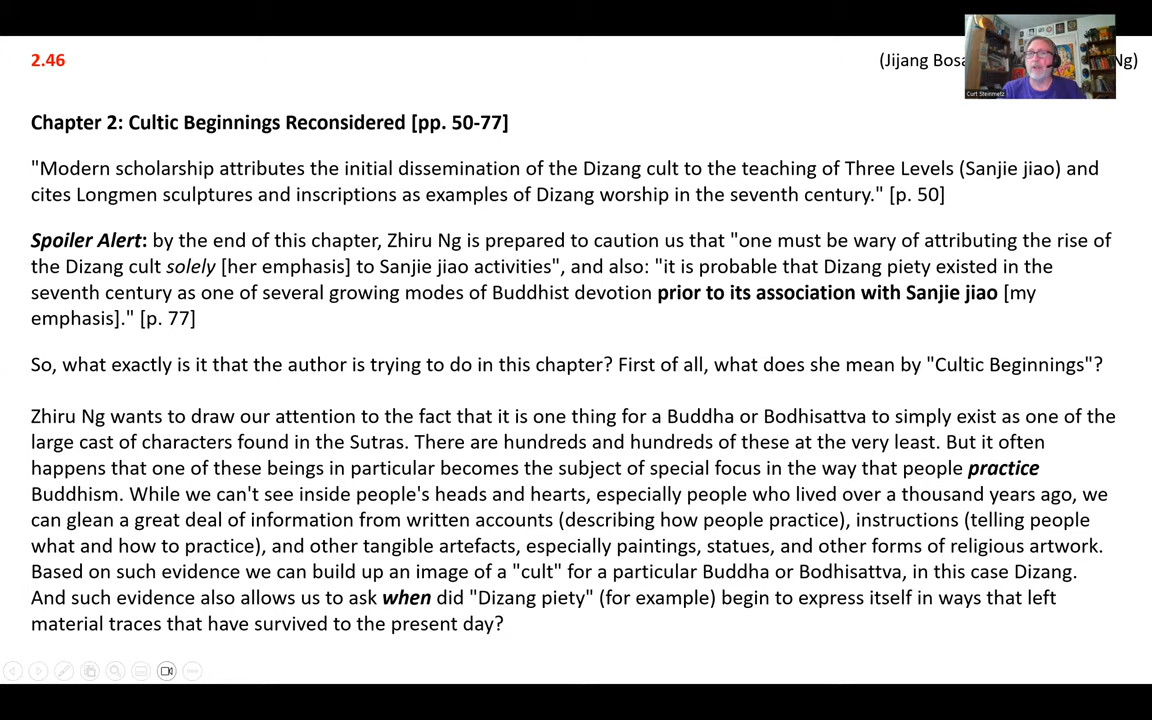 2.46
(Jijang Bosa
Ng)
Curt Steinmetz
Chapter 2: Cultic Beginnings Reconsidered [pp. 50-77]
"Modern scholarship attributes the initial dissemination of the Dizang cult to the teaching of Three Levels (Sanjie jiao) and
cites Longmen sculptures and inscriptions as examples of Dizang worship in the seventh century." [p. 50]
Spoiler Alert: by the end of this chapter, Zhiru Ng is prepared to caution us that "one must be wary of attributing the rise of
the Dizang cult solely [her emphasis] to Sanjie jiao activities", and also: "it is probable that Dizang piety existed in the
seventh century as one of several growing modes of Buddhist devotion prior to its association with Sanjie jiao [my
emphasis]." [p. 77]
So, what exactly is it that the author is trying to do in this chapter? First of all, what does she mean by "Cultic Beginnings"?
Zhiru Ng wants to draw our attention to the fact that it is one thing for a Buddha or Bodhisattva to simply exist as one of the
large cast of characters found in the Sutras. There are hundreds and hundreds of these at the very least. But it often
happens that one of these beings in particular becomes the subject of special focus in the way that people practice
Buddhism. While we can't see inside people's heads and hearts, especially people who lived over a thousand years ago, we
can glean a great deal of information from written accounts (describing how people practice), instructions (telling people
what and how to practice), and other tangible artefacts, especially paintings, statues, and other forms of religious artwork.
Based on such evidence we can build up an image of a "cult" for a particular Buddha or Bodhisattva, in this case Dizang.
And such evidence also allows us to ask when did "Dizang piety" (for example) begin to express itself in ways that left
material traces that have survived to the present day?